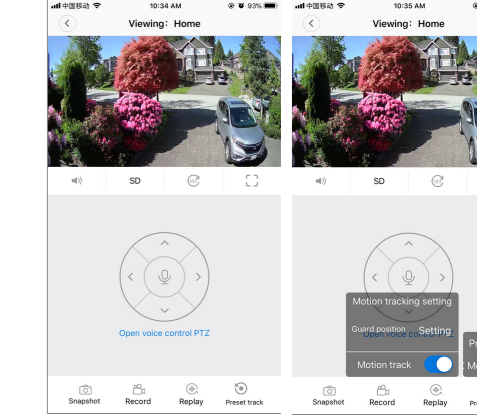 中国移动 10:34 AM 93%
Viewing: Home
SD
Open voice control PTZ
Snapshot Record Replay Preset track
中国移动 10:35 AM
Viewing: Home
SD
Motion tracking setting
Guard position Setting
Motion track
Snapshot Record Replay